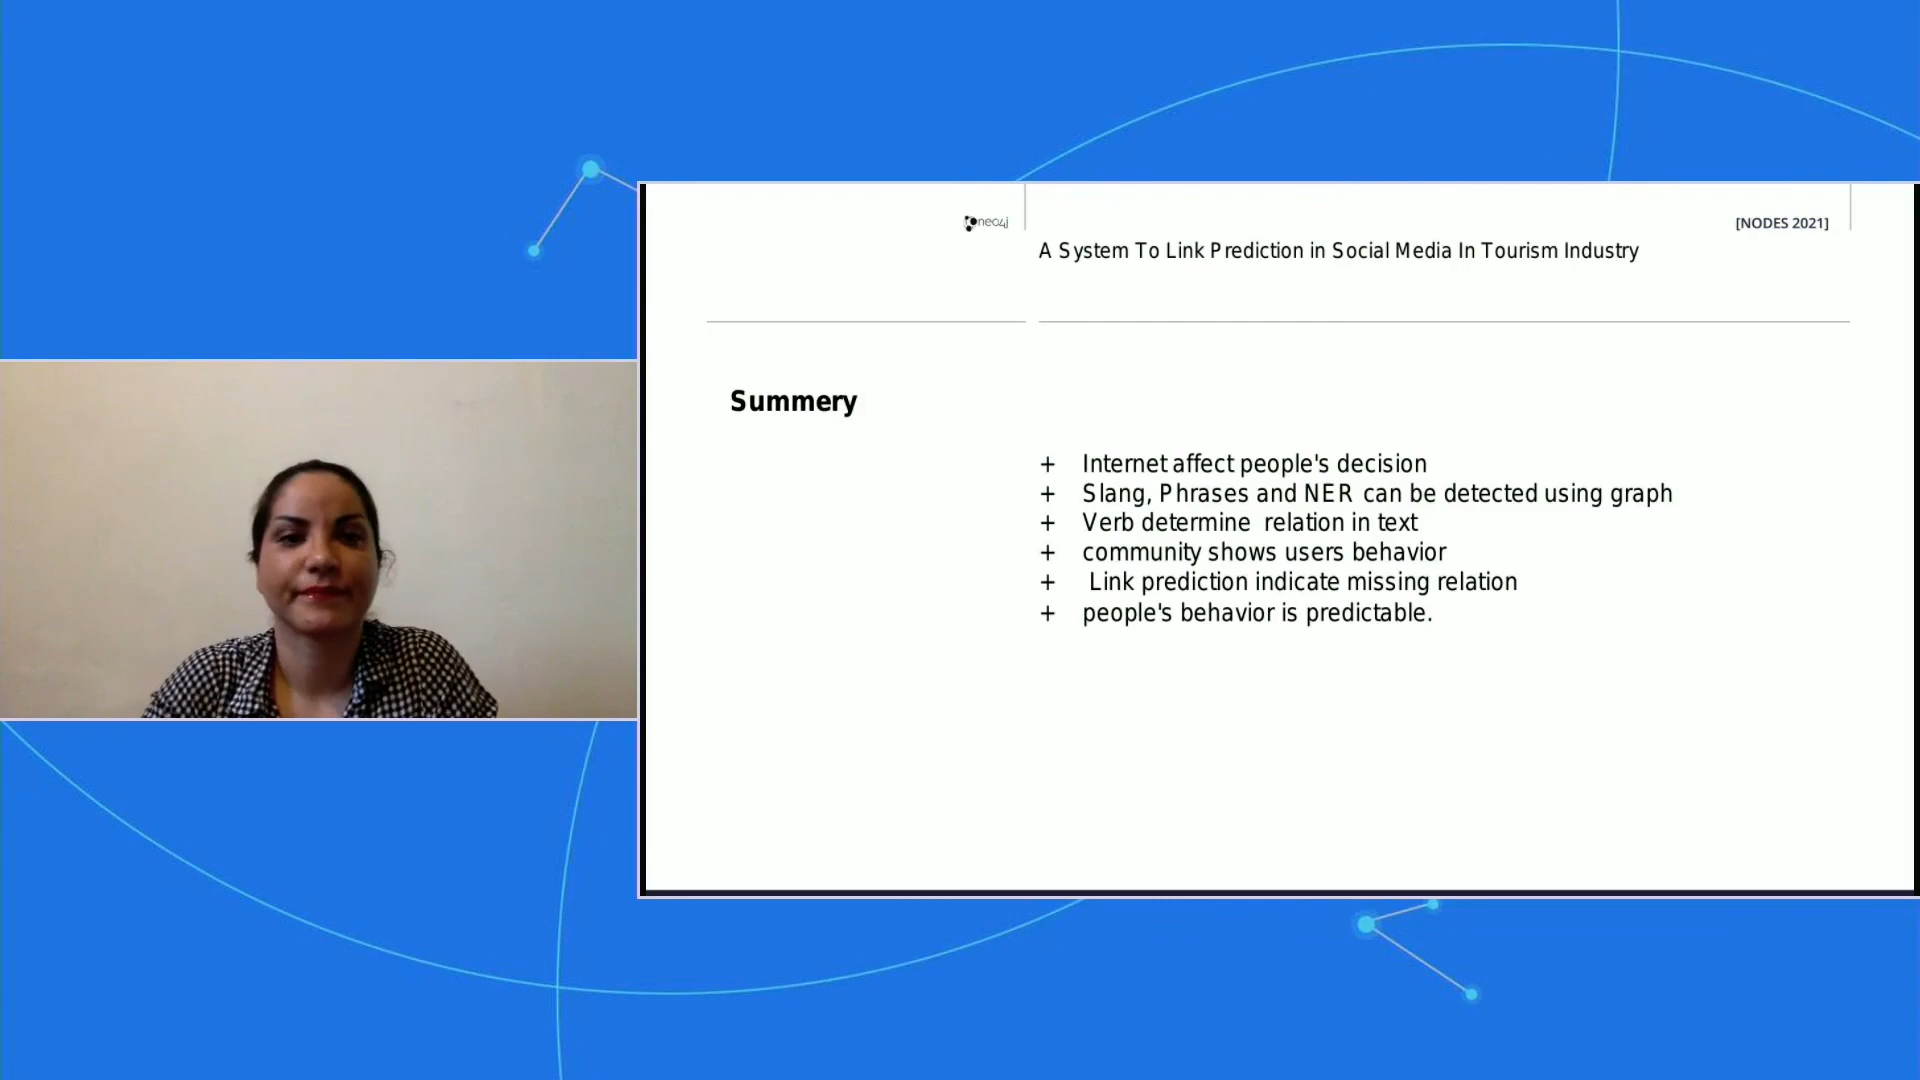 neo4j
[NODES 2021]
A System To Link Prediction in Social Media In Tourism Industry
Summery
+ Internet affect people's decision
+ Slang, Phrases and NER can be detected using graph
+ Verb determine relation in text
+ community shows users behavior
+ Link prediction indicate missing relation
+ people's behavior is predictable.